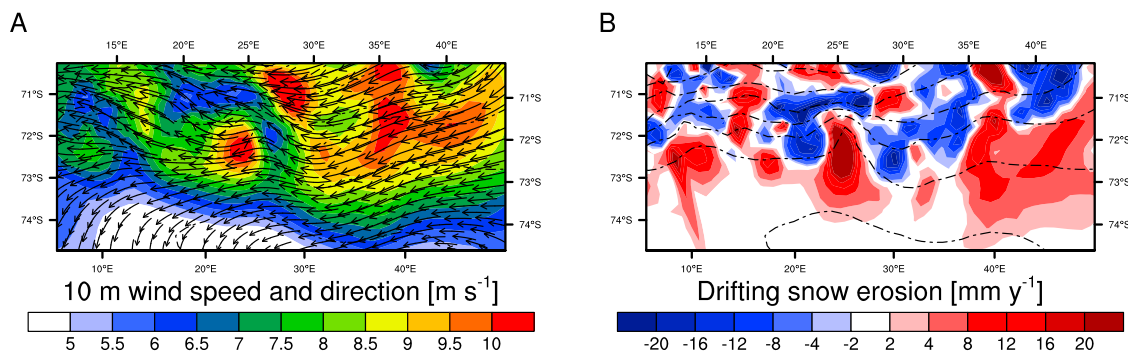 A
B
15°E 20°E 25°E 30°E 35°E 40°E
15°E 20°E 25°E 30°E 35°E 40°E
71°S 71°S 71°S 71°S
72°S 72°S 72°S 72°S
73°S 73°S 73°S 73°S
74°S 74°S 74°S 74°S
10°E 20°E 30°E 40°E
10°E 20°E 30°E 40°E
10 m wind speed and direction [m s-1]
Drifting snow erosion [mm y-1]
5 5.5 6 6.5 7 7.5 8 8.5 9 9.5 10
-20 -16 -12 -8 -4 -2 2 4 8 12 16 20